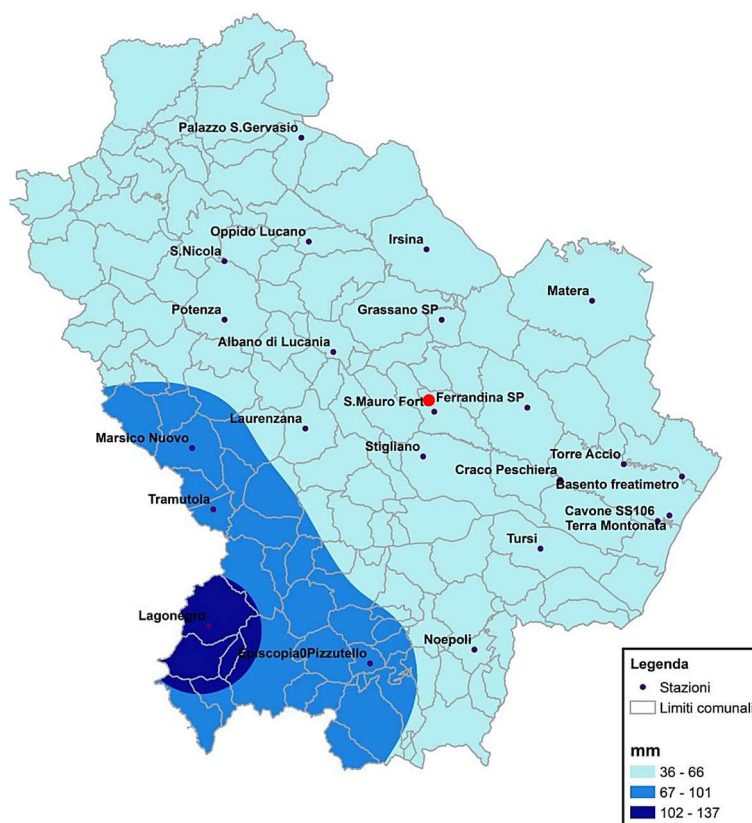 Palazzo S.Gervasio
Oppido Lucano
Irsina
S.Nicola
Matera
Potenza
Grassano SP
Albano di Lucania
S.Mauro Fort
Ferrandina SP
Laurenzana
Marsico Nuovo
Stigliano
Torre Accio
Craco Peschiera
Basento freatimetro
Tramutola
Cavone SS106
Terra Montonata
Tursi
Lagonegro
Noepoli
Episcopia0Pizzutello
Legenda
Stazioni
Limiti comunali
mm
36 - 66
67 - 101
102 - 137